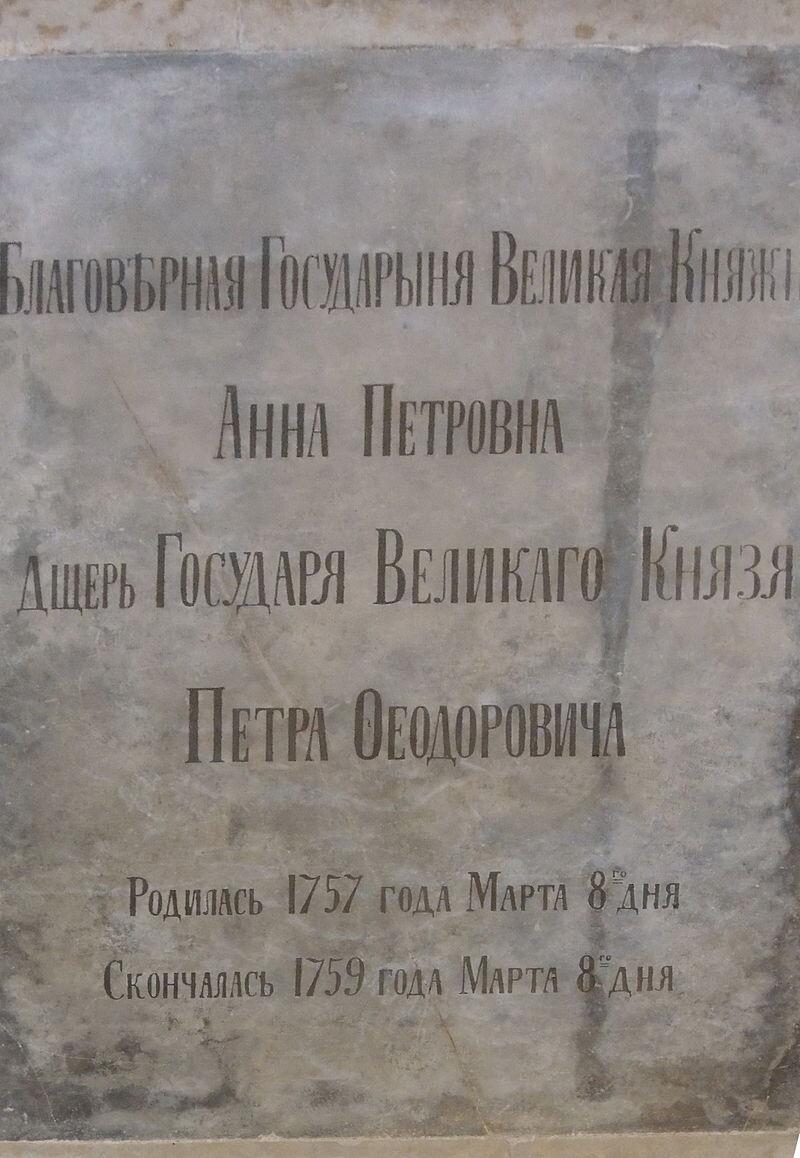 Благовѣрная Государыня Великая Княжн
Анна Петровна
Дщерь Государя Великаго Князя
Петра Ѳеодоровича
Родилась 1757 года Марта 8го дня
Скончалась 1759 года Марта 8го дня